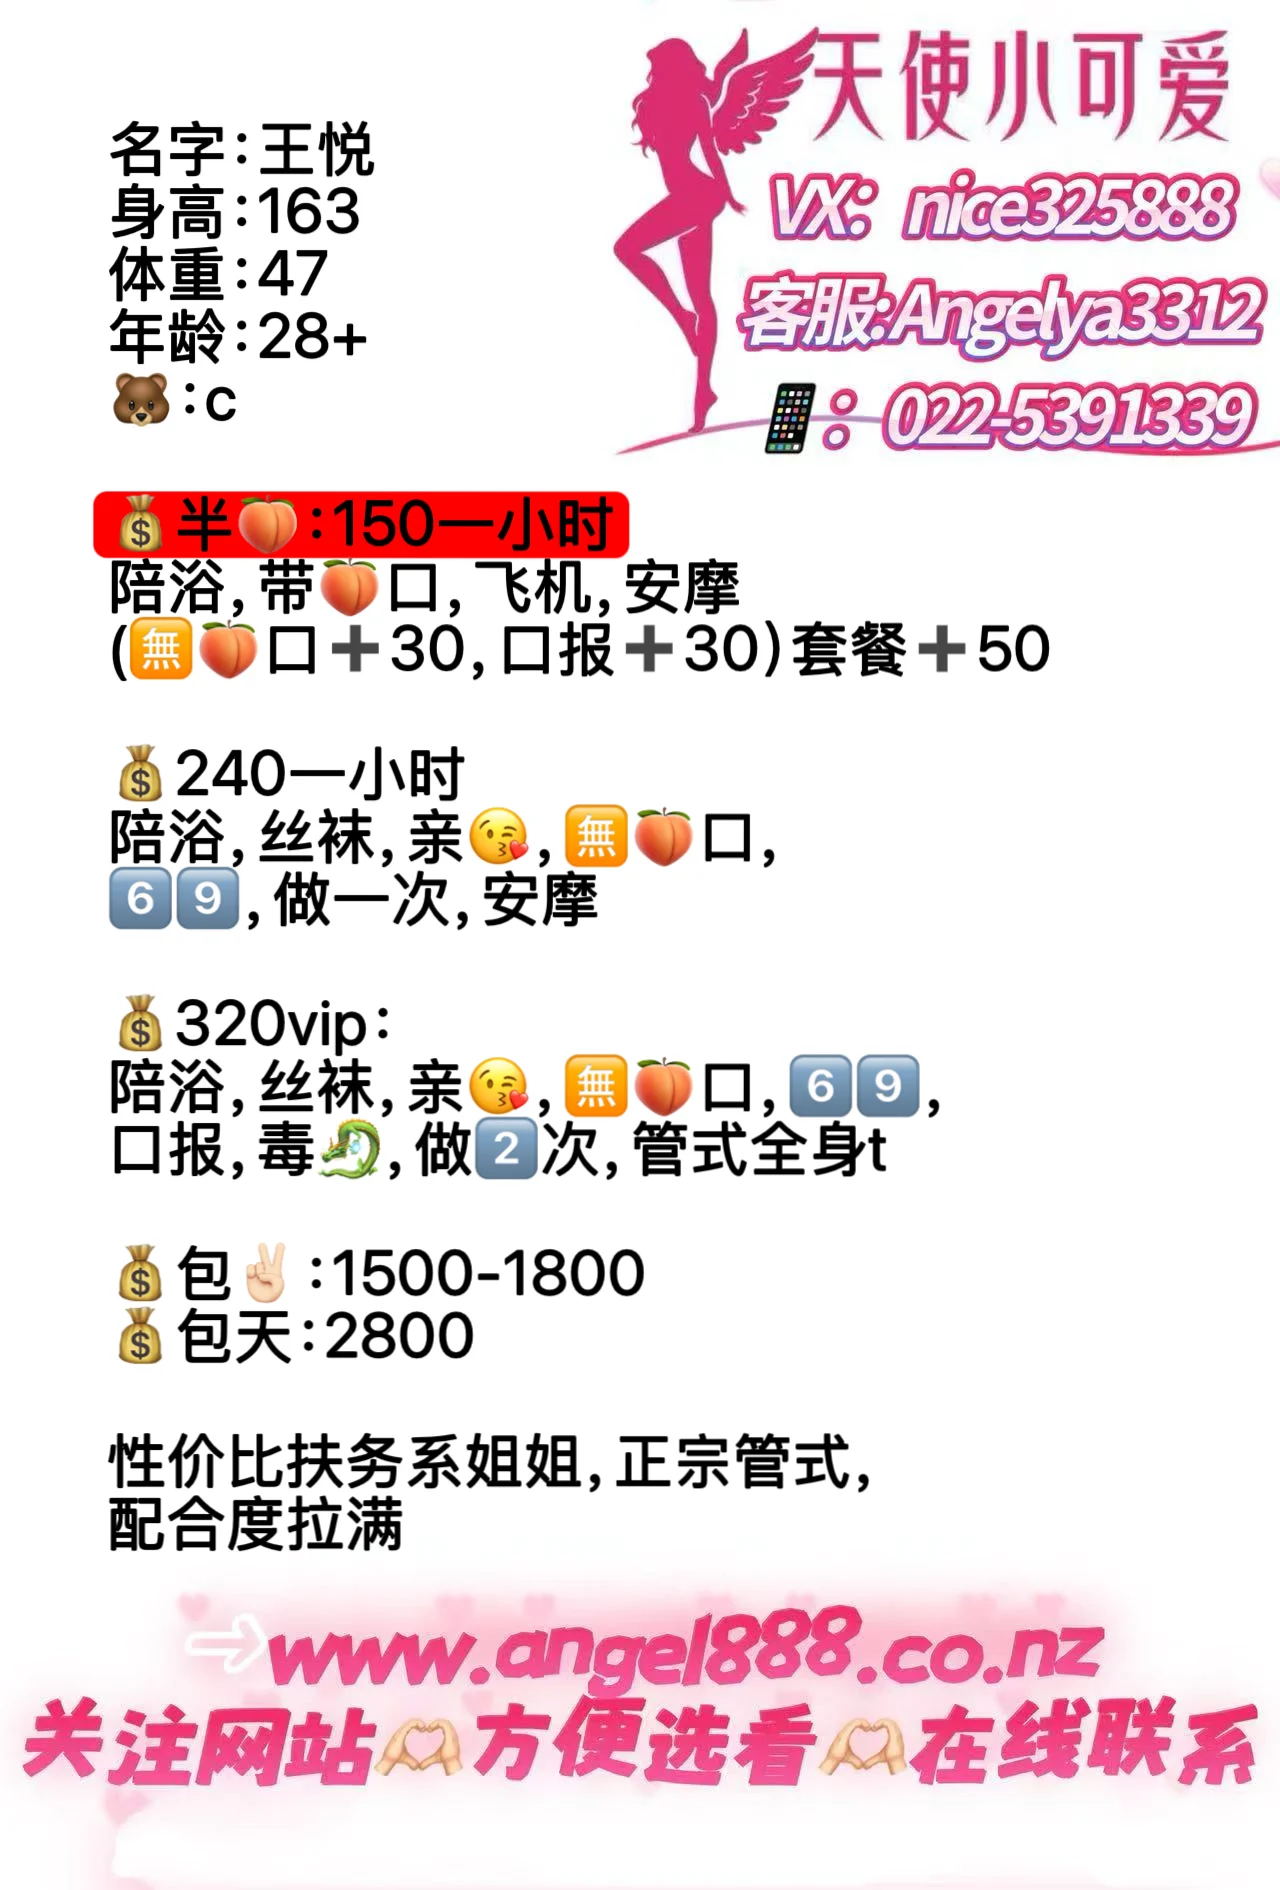 天使小可爱
VX: nice325888
客服:Angelya3312
📱: 022-5391339
名字:王悦
身高:163
体重:47
年龄:28+
🐻:c
💰半🍑:150一小时
陪浴,带🍑口,飞机,安摩
(🈚🍑口➕30,口报➕30)套餐➕50
💰240一小时
陪浴,丝袜,亲😘,🈚🍑口,
6️⃣9️⃣,做一次,安摩
💰320vip:
陪浴,丝袜,亲😘,🈚🍑口,6️⃣9️⃣,
口报,毒🐉,做2️⃣次,管式全身t
💰包✌🏻:1500-1800
💰包天:2800
性价比扶务系姐姐,正宗管式,
配合度拉满
www.angel888.co.nz
关注网站🫶🏼方便选看🫶🏼在线联系